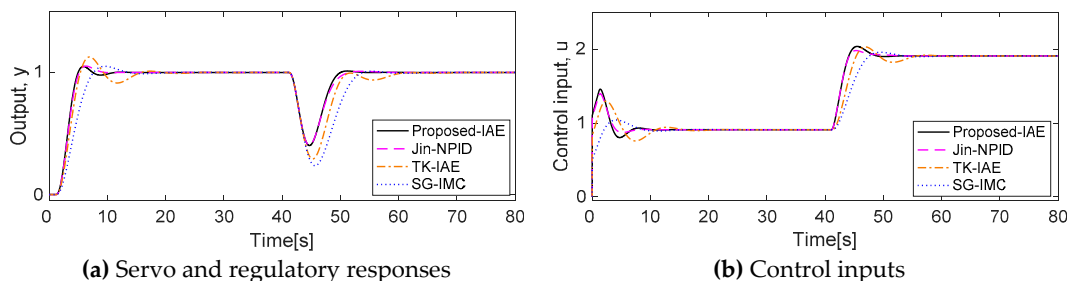 Output, y
1
0
Proposed-IAE
Jin-NPID
TK-IAE
SG-IMC
0 10 20 30 40 50 60 70 80
Time[s]
(a) Servo and regulatory responses
Control input, u
2
1
0
Proposed-IAE
Jin-NPID
TK-IAE
SG-IMC
0 10 20 30 40 50 60 70 80
Time[s]
(b) Control inputs